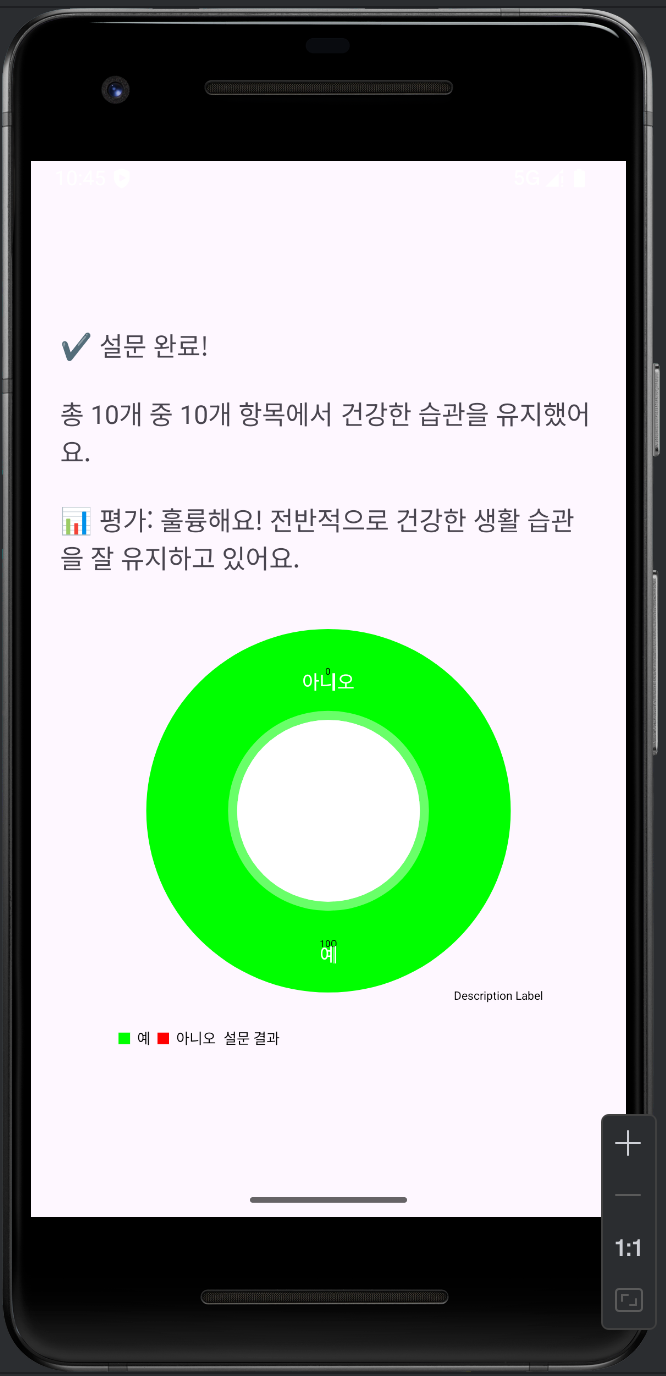 10:45
5G
✔ 설문 완료!
총 10개 중 10개 항목에서 건강한 습관을 유지했어
요.
📊 평가: 훌륭해요! 전반적으로 건강한 생활 습관
을 잘 유지하고 있어요.
0
아니오
100
예
Description Label
예 아니오 설문 결과
1:1